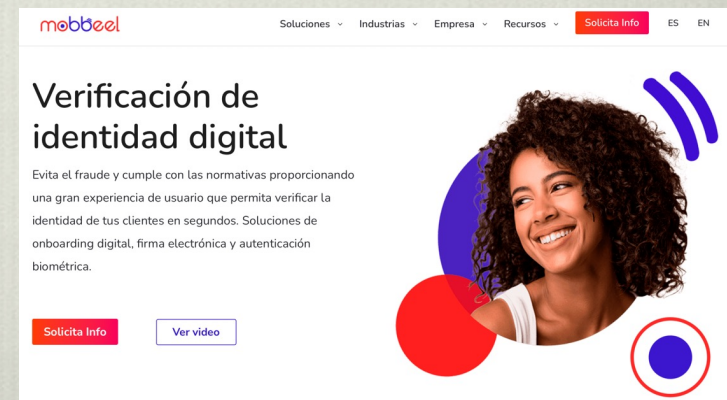 mobbeel
Soluciones Industrias Empresa Recursos Solicita Info ES EN
Verificación de
identidad digital
Evita el fraude y cumple con las normativas proporcionando
una gran experiencia de usuario que permita verificar la
identidad de tus clientes en segundos. Soluciones de
onboarding digital, firma electrónica y autenticación
biométrica.
Solicita Info Ver video